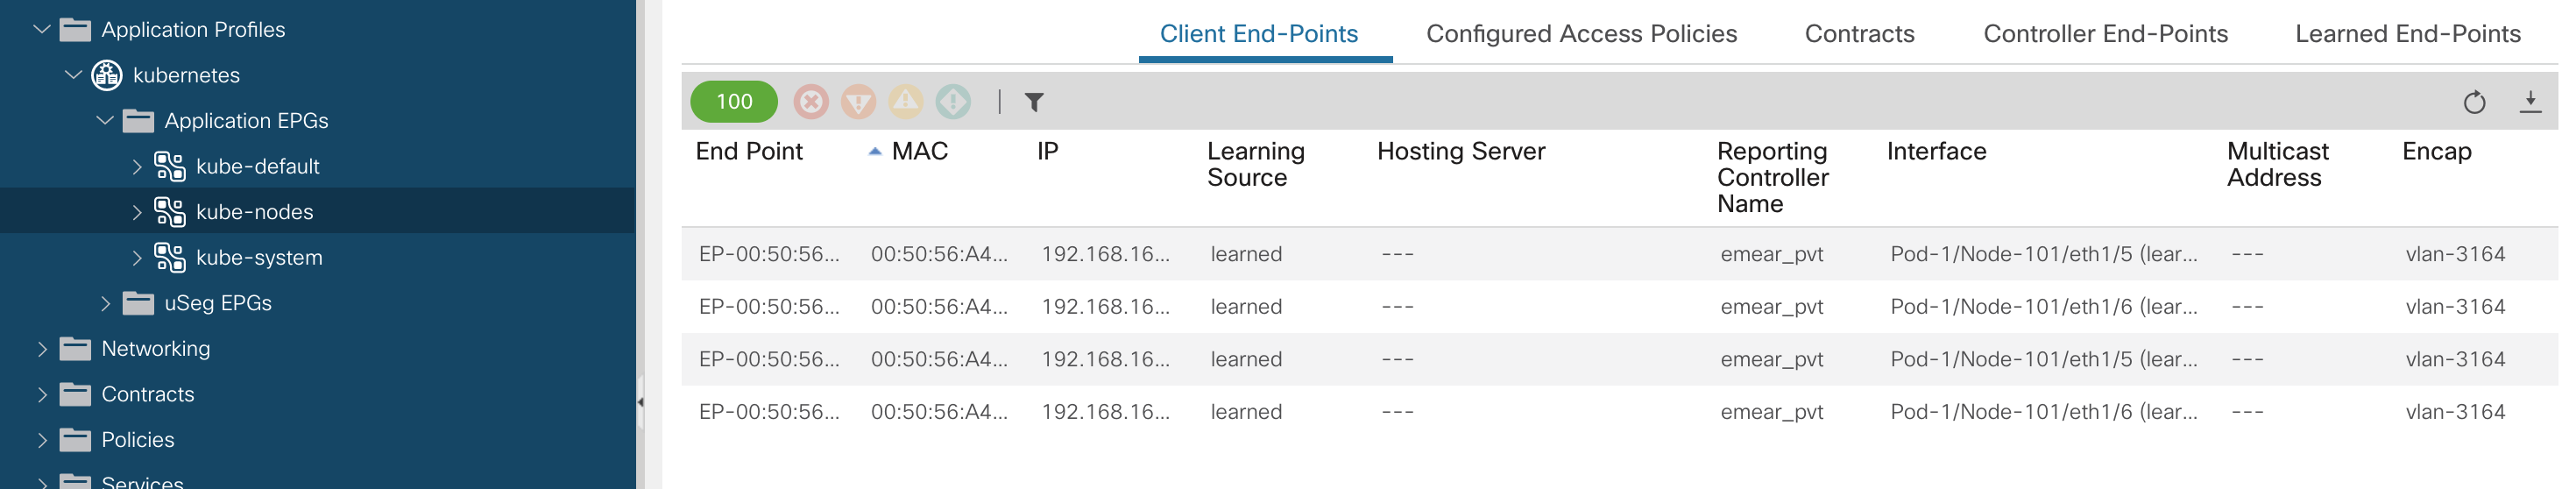 Application Profiles
kubernetes
Application EPGs
kube-default
kube-nodes
kube-system
uSeg EPGs
Networking
Contracts
Policies
Services
Client End-Points Configured Access Policies Contracts Controller End-Points Learned End-Points
100
End Point MAC IP Learning Source Hosting Server Reporting Controller Name Interface Multicast Address Encap
EP-00:50:56... 00:50:56:A4... 192.168.16... learned --- emear_pvt Pod-1/Node-101/eth1/5 (lear... --- vlan-3164
EP-00:50:56... 00:50:56:A4... 192.168.16... learned --- emear_pvt Pod-1/Node-101/eth1/6 (lear... --- vlan-3164
EP-00:50:56... 00:50:56:A4... 192.168.16... learned --- emear_pvt Pod-1/Node-101/eth1/5 (lear... --- vlan-3164
EP-00:50:56... 00:50:56:A4... 192.168.16... learned --- emear_pvt Pod-1/Node-101/eth1/6 (lear... --- vlan-3164